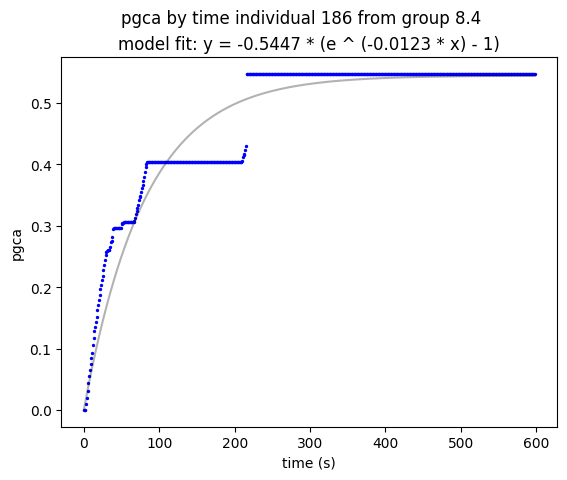 pgca by time individual 186 from group 8.4
model fit: y = -0.5447 * (e ^ (-0.0123 * x) - 1)
0.5
0.4
0.3
0.2
0.1
0.0
pgca
0 100 200 300 400 500 600
time (s)